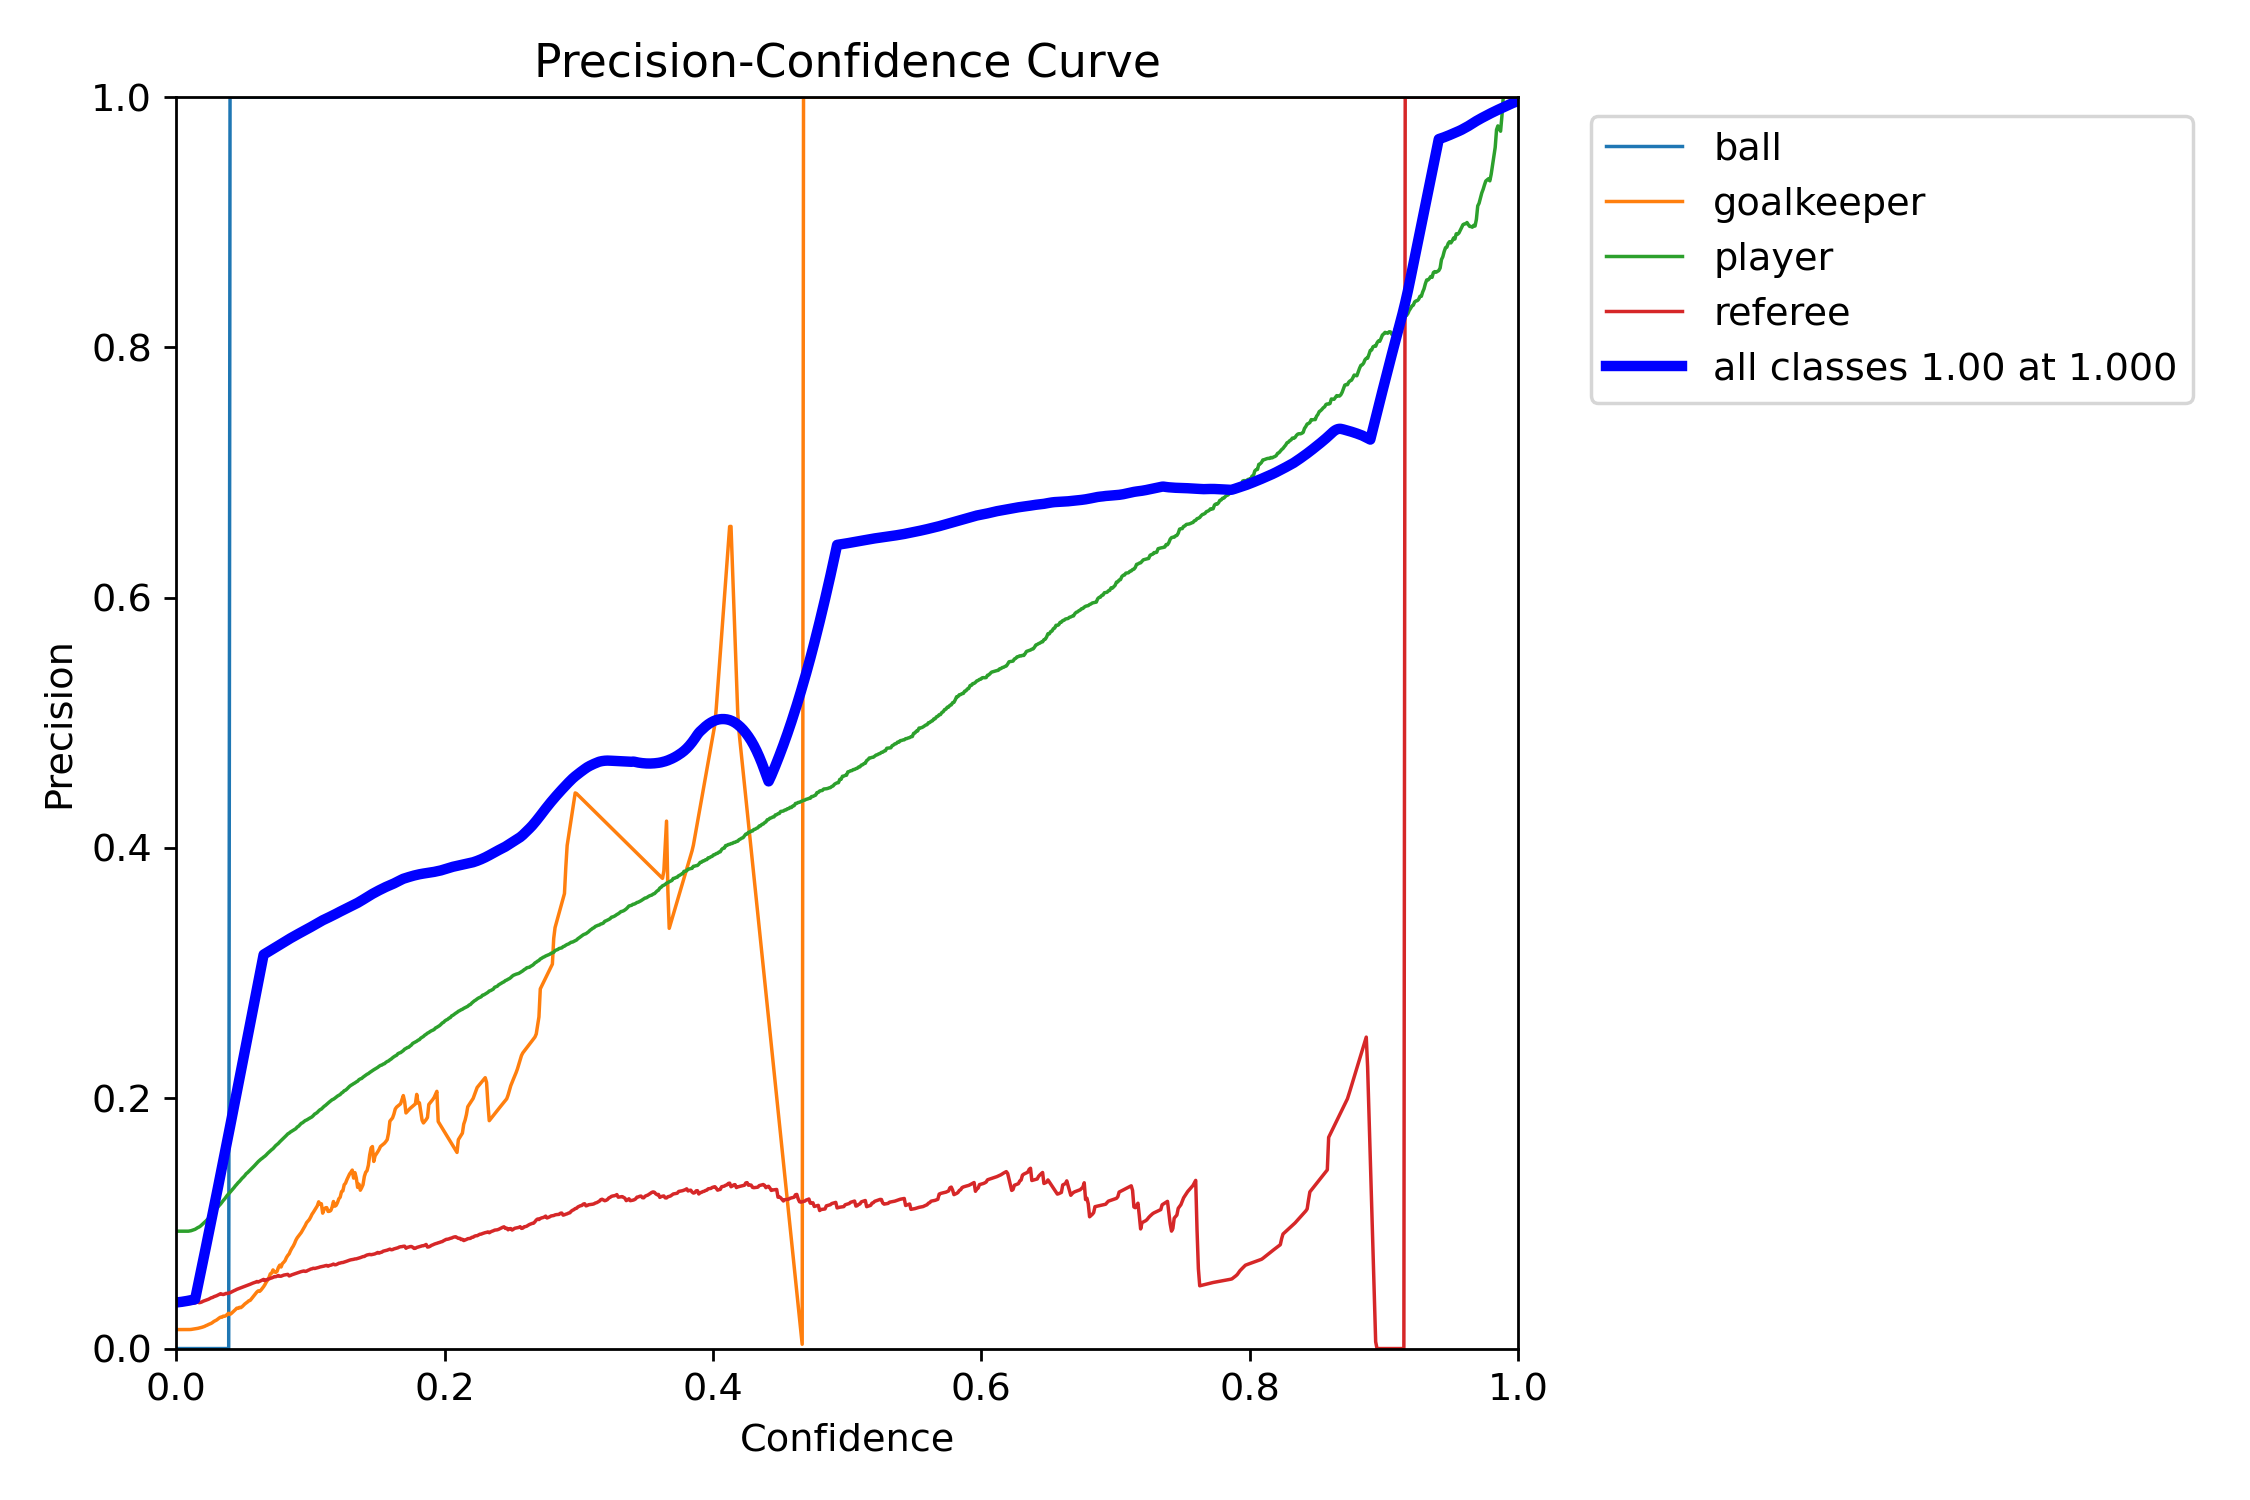 Precision-Confidence Curve
1.0
0.8
0.6
0.4
0.2
0.0
Precision
0.0 0.2 0.4 0.6 0.8 1.0
Confidence
ball
goalkeeper
player
referee
all classes 1.00 at 1.000